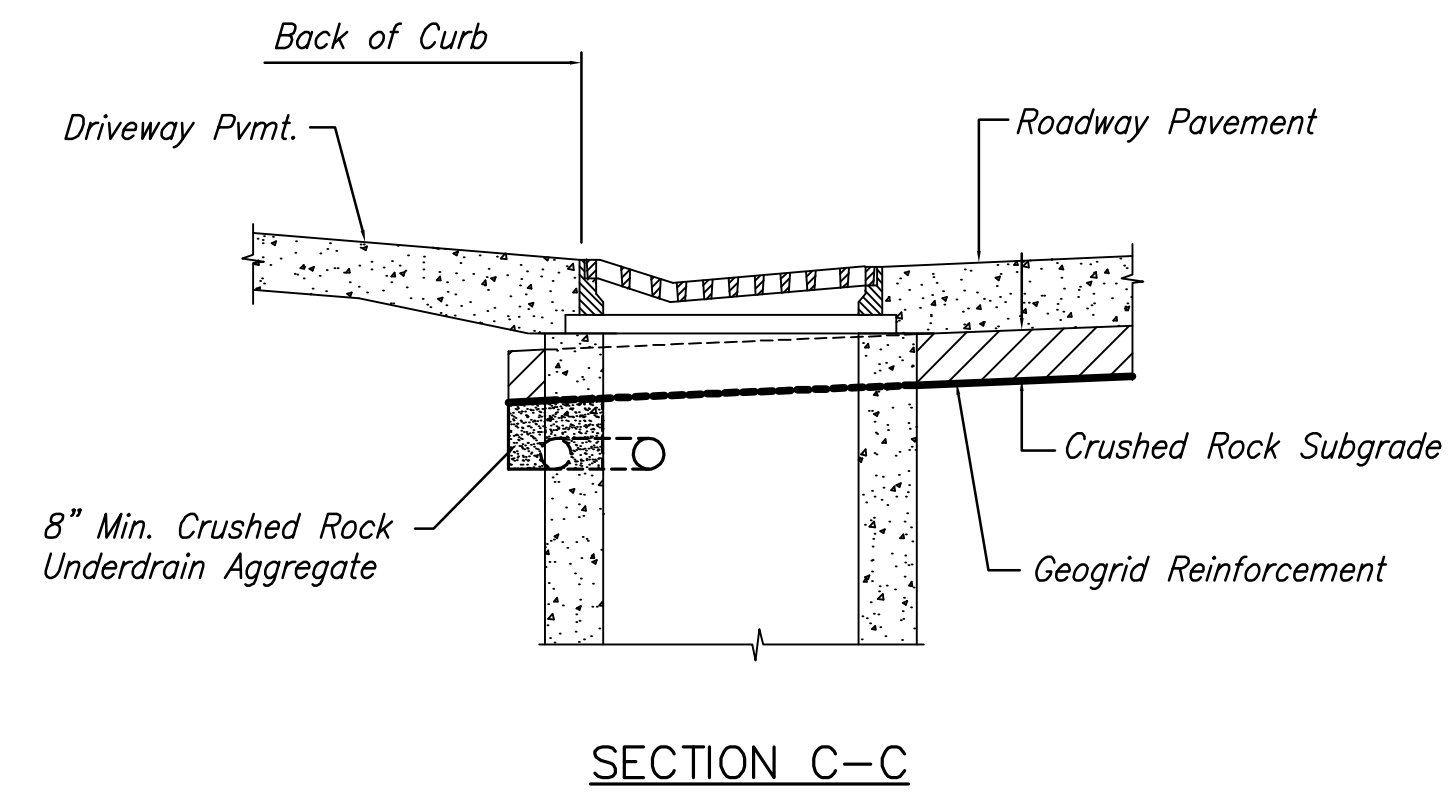 Back of Curb
Driveway Pvmt.
Roadway Pavement
Crushed Rock Subgrade
8" Min. Crushed Rock
Underdrain Aggregate
Geogrid Reinforcement
SECTION C-C